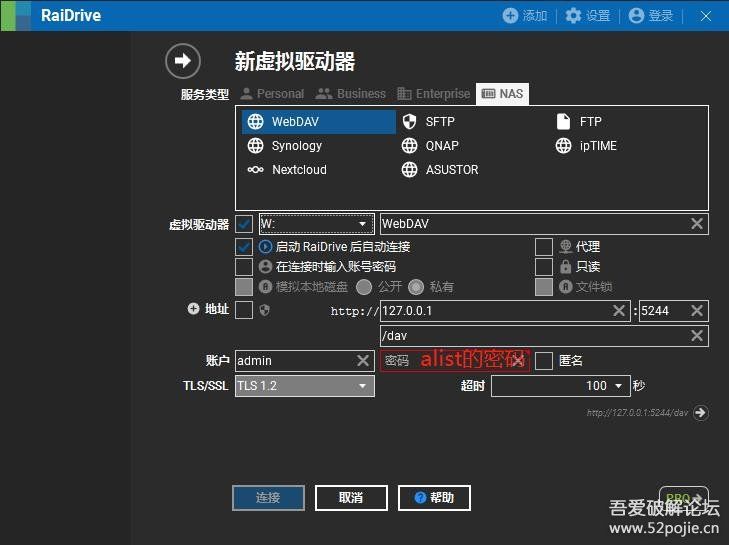 RaiDrive 添加 设置 登录
新虚拟驱动器
服务类型 Personal Business Enterprise NAS
WebDAV SFTP FTP
Synology QNAP ipTIME
Nextcloud ASUSTOR
虚拟驱动器 W: WebDAV
启动 RaiDrive 后自动连接 代理
在连接时输入账号密码 只读
模拟本地磁盘 公开 私有 文件锁
地址 http://127.0.0.1 : 5244
/dav
账户 admin 密码 alist的密码 匿名
TLS/SSL TLS 1.2 超时 100 秒
http://127.0.0.1:5244/dav
连接 取消 帮助 PRO
吾爱破解论坛
www.52pojie.cn